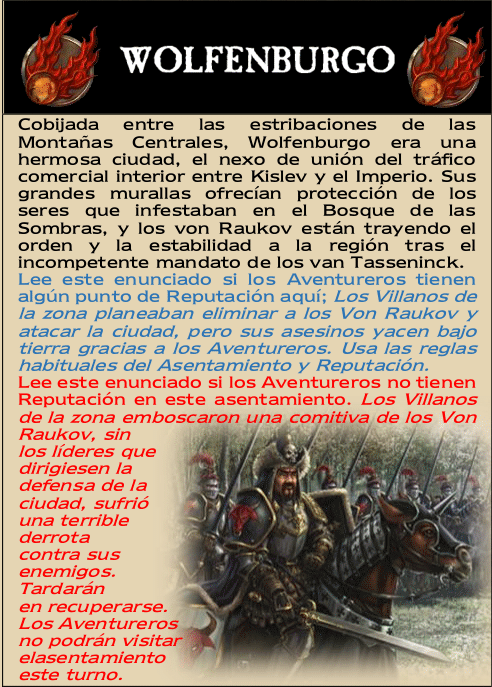 WOLFENBURGO
Cobijada entre las estribaciones de las
Montañas Centrales, Wolfenburgo era una
hermosa ciudad, el nexo de unión del tráfico
comercial interior entre Kislev y el Imperio. Sus
grandes murallas ofrecían protección de los
seres que infestaban en el Bosque de las
Sombras, y los von Raukov están trayendo el
orden y la estabilidad a la región tras el
incompetente mandato de los van Tasseninck.
Lee este enunciado si los Aventureros tienen
algún punto de Reputación aquí; Los Villanos de
la zona planeaban eliminar a los Von Raukov y
atacar la ciudad, pero sus asesinos yacen bajo
tierra gracias a los Aventureros. Usa las reglas
habituales del Asentamiento y Reputación.
Lee este enunciado si los Aventureros no tienen
Reputación en este asentamiento. Los Villanos
de la zona emboscaron una comitiva de los Von
Raukov, sin
los líderes que
dirigiesen la
defensa de la
ciudad, sufrió
una terrible
derrota
contra sus
enemigos.
Tardarán
en recuperarse.
Los Aventureros
no podrán visitar
elasentamiento
este turno.